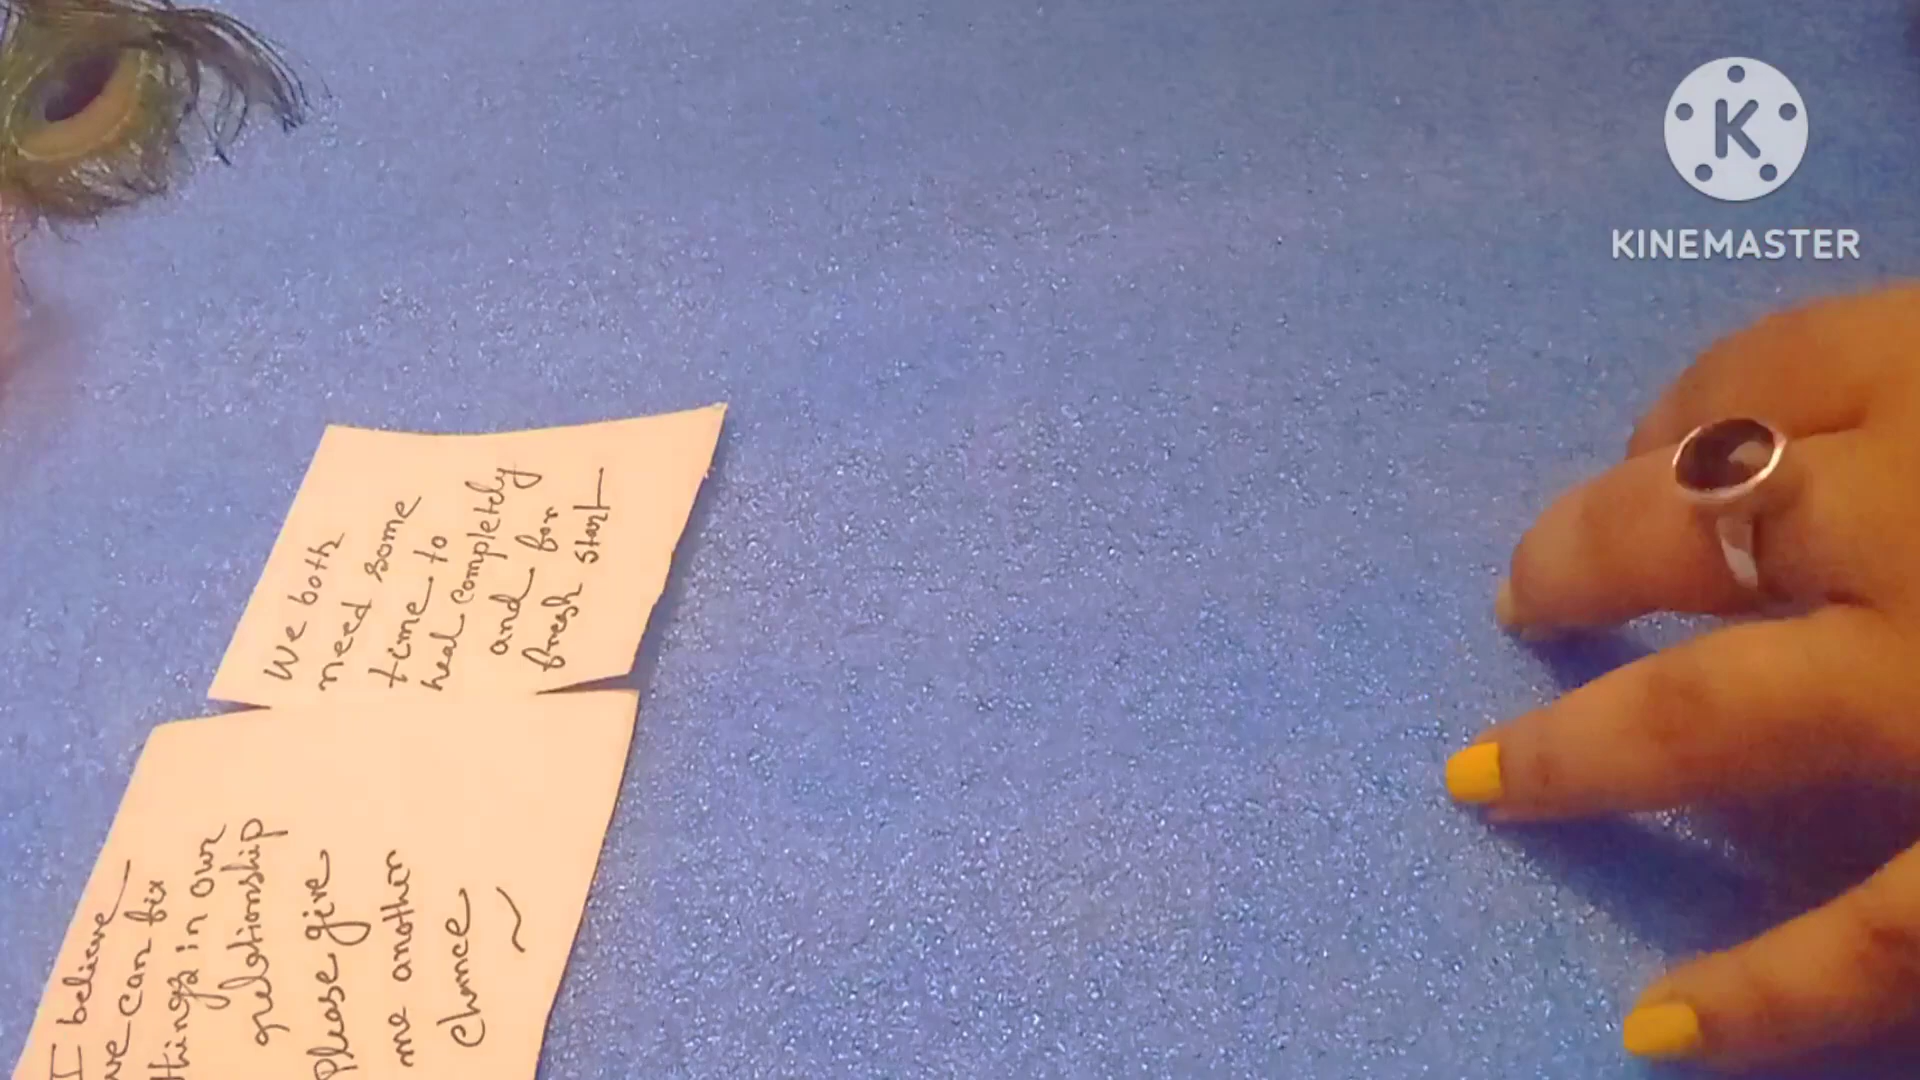 We both
need some
time to
heal completely
and for
fresh start
I believe
we can fix
things in our
relationship
Please give
me another
chance
KINEMASTER